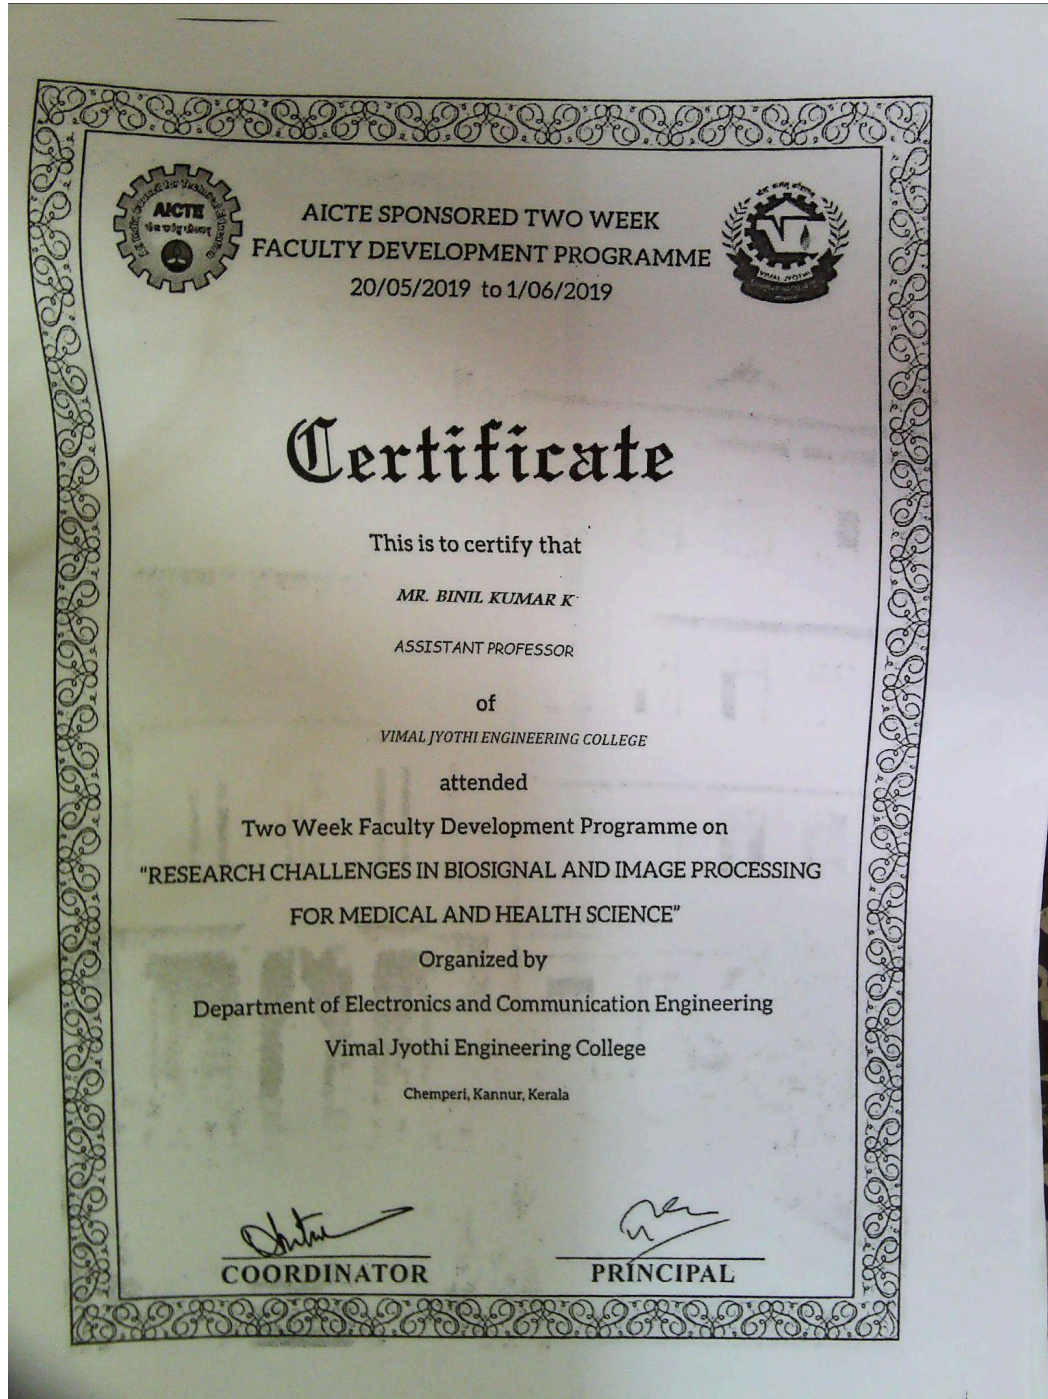 AICTE
AICTE SPONSORED TWO WEEK
FACULTY DEVELOPMENT PROGRAMME
20/05/2019 to 1/06/2019
VIMAL JYOTHI
Certificate
This is to certify that
MR. BINIL KUMAR K
ASSISTANT PROFESSOR
of
VIMAL JYOTHI ENGINEERING COLLEGE
attended
Two Week Faculty Development Programme on
"RESEARCH CHALLENGES IN BIOSIGNAL AND IMAGE PROCESSING
FOR MEDICAL AND HEALTH SCIENCE"
Organized by
Department of Electronics and Communication Engineering
Vimal Jyothi Engineering College
Chemperi, Kannur, Kerala
COORDINATOR
PRINCIPAL